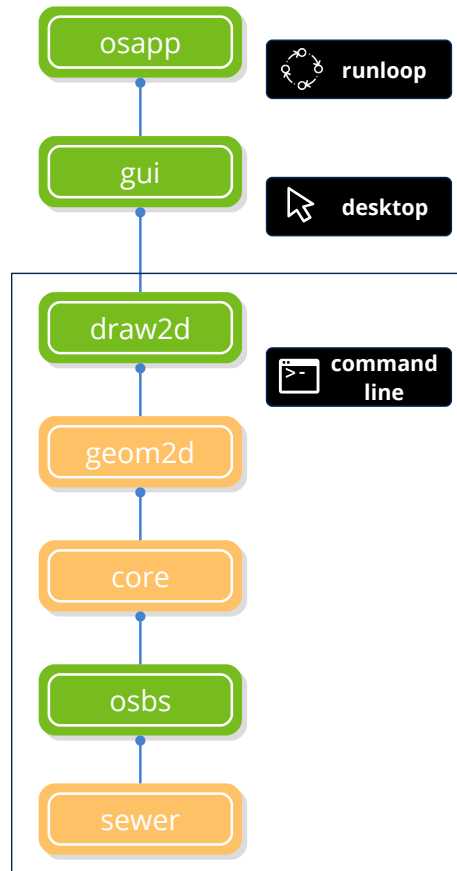 osapp
runloop
gui
desktop
draw2d
>-
command
line
geom2d
core
osbs
sewer